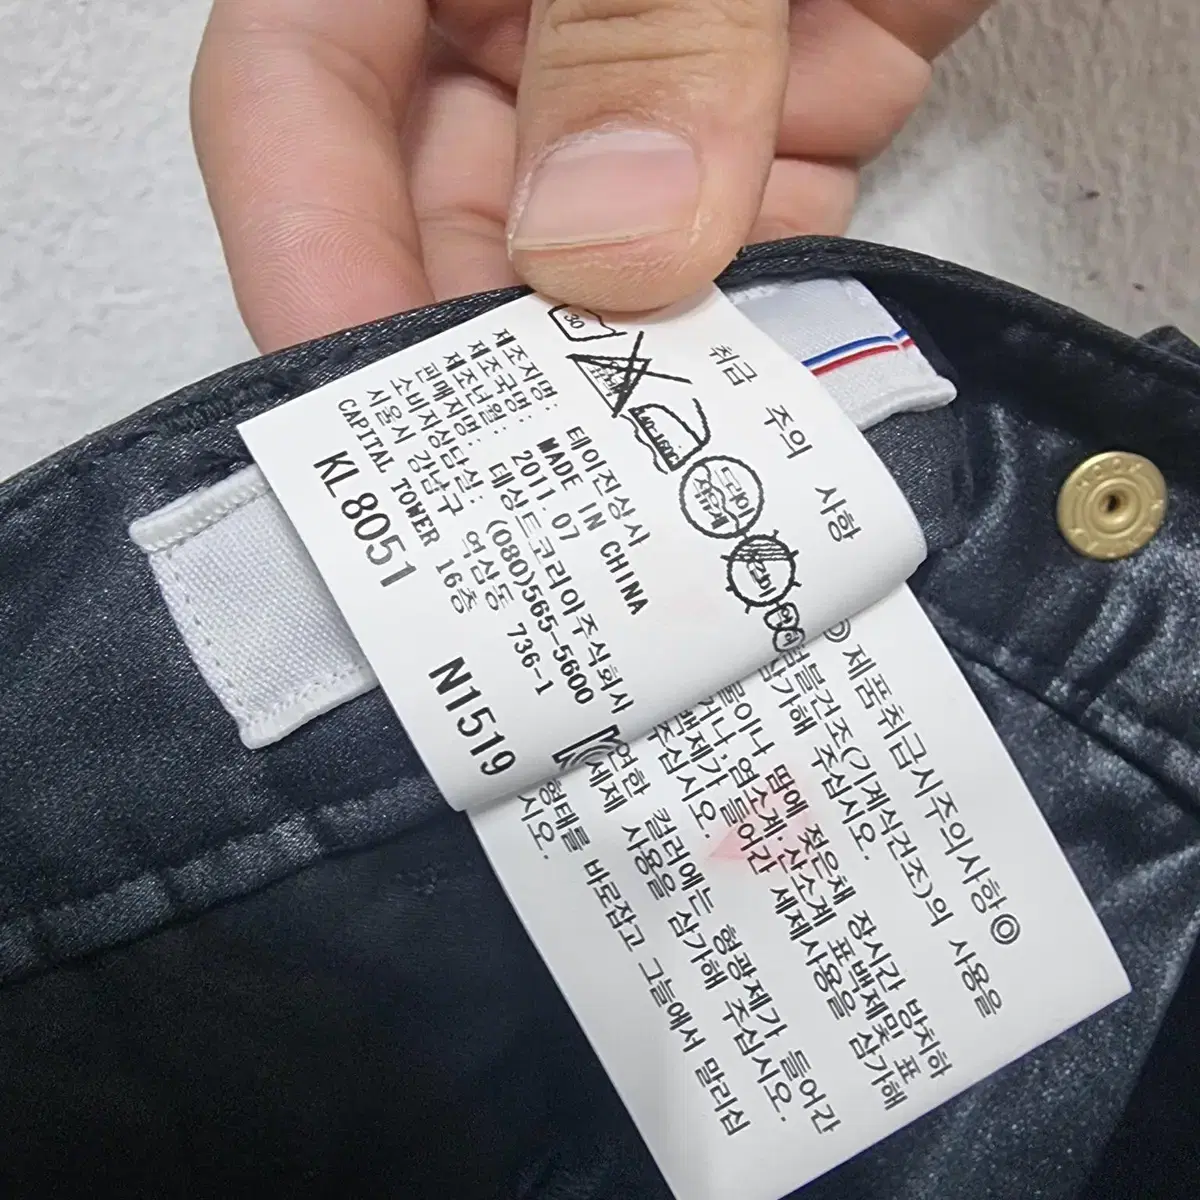 취급 주의 사항
30
드라이
제조자명: 테이진상사
제조국명: MADE IN CHINA
제조년월: 2011. 07
판매자명: 데상트코리아주식회사
소비자상담실: (080)565-5600
서울시 강남구 역삼동 736-1
CAPITAL TOWER 16층
KL8051 N1519
◎제품취급시주의사항◎
텀블건조(기계식건조)의 사용을
삼가해 주십시오.
물이나 땀에 젖은채 장시간 방치하
거나, 염소계·산소계 표백제및 표
백제가 들어간 세제사용을 삼가해
주십시오.
연한 컬러에는 형광제가 들어간
세제 사용을 삼가해 주십시오.
형태를 바로잡고 그늘에서 말리십
시오.